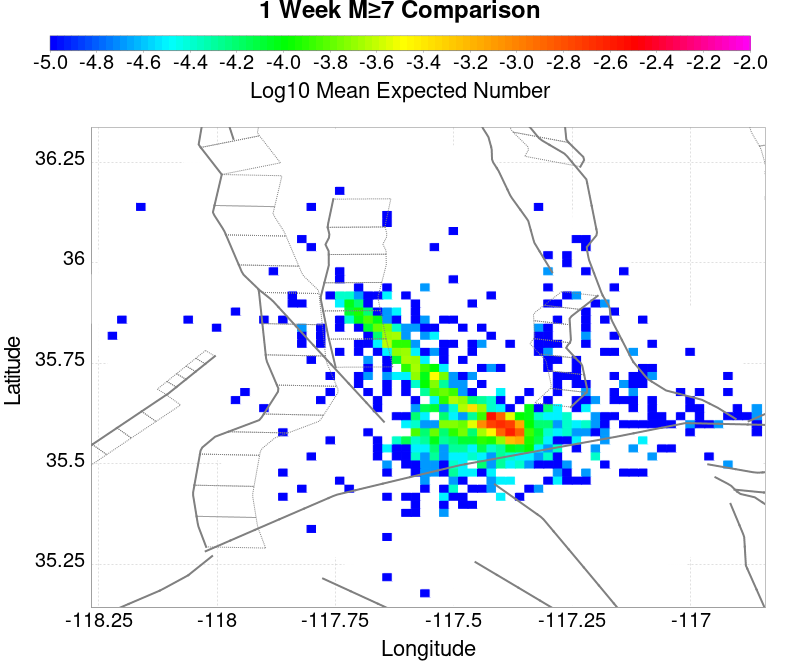 1 Week M≥7 Comparison
-5.0 -4.8 -4.6 -4.4 -4.2 -4.0 -3.8 -3.6 -3.4 -3.2 -3.0 -2.8 -2.6 -2.4 -2.2 -2.0
Log10 Mean Expected Number
36.25
36
35.75
Latitude
35.5
35.25
-118.25 -118 -117.75 -117.5 -117.25 -117
Longitude